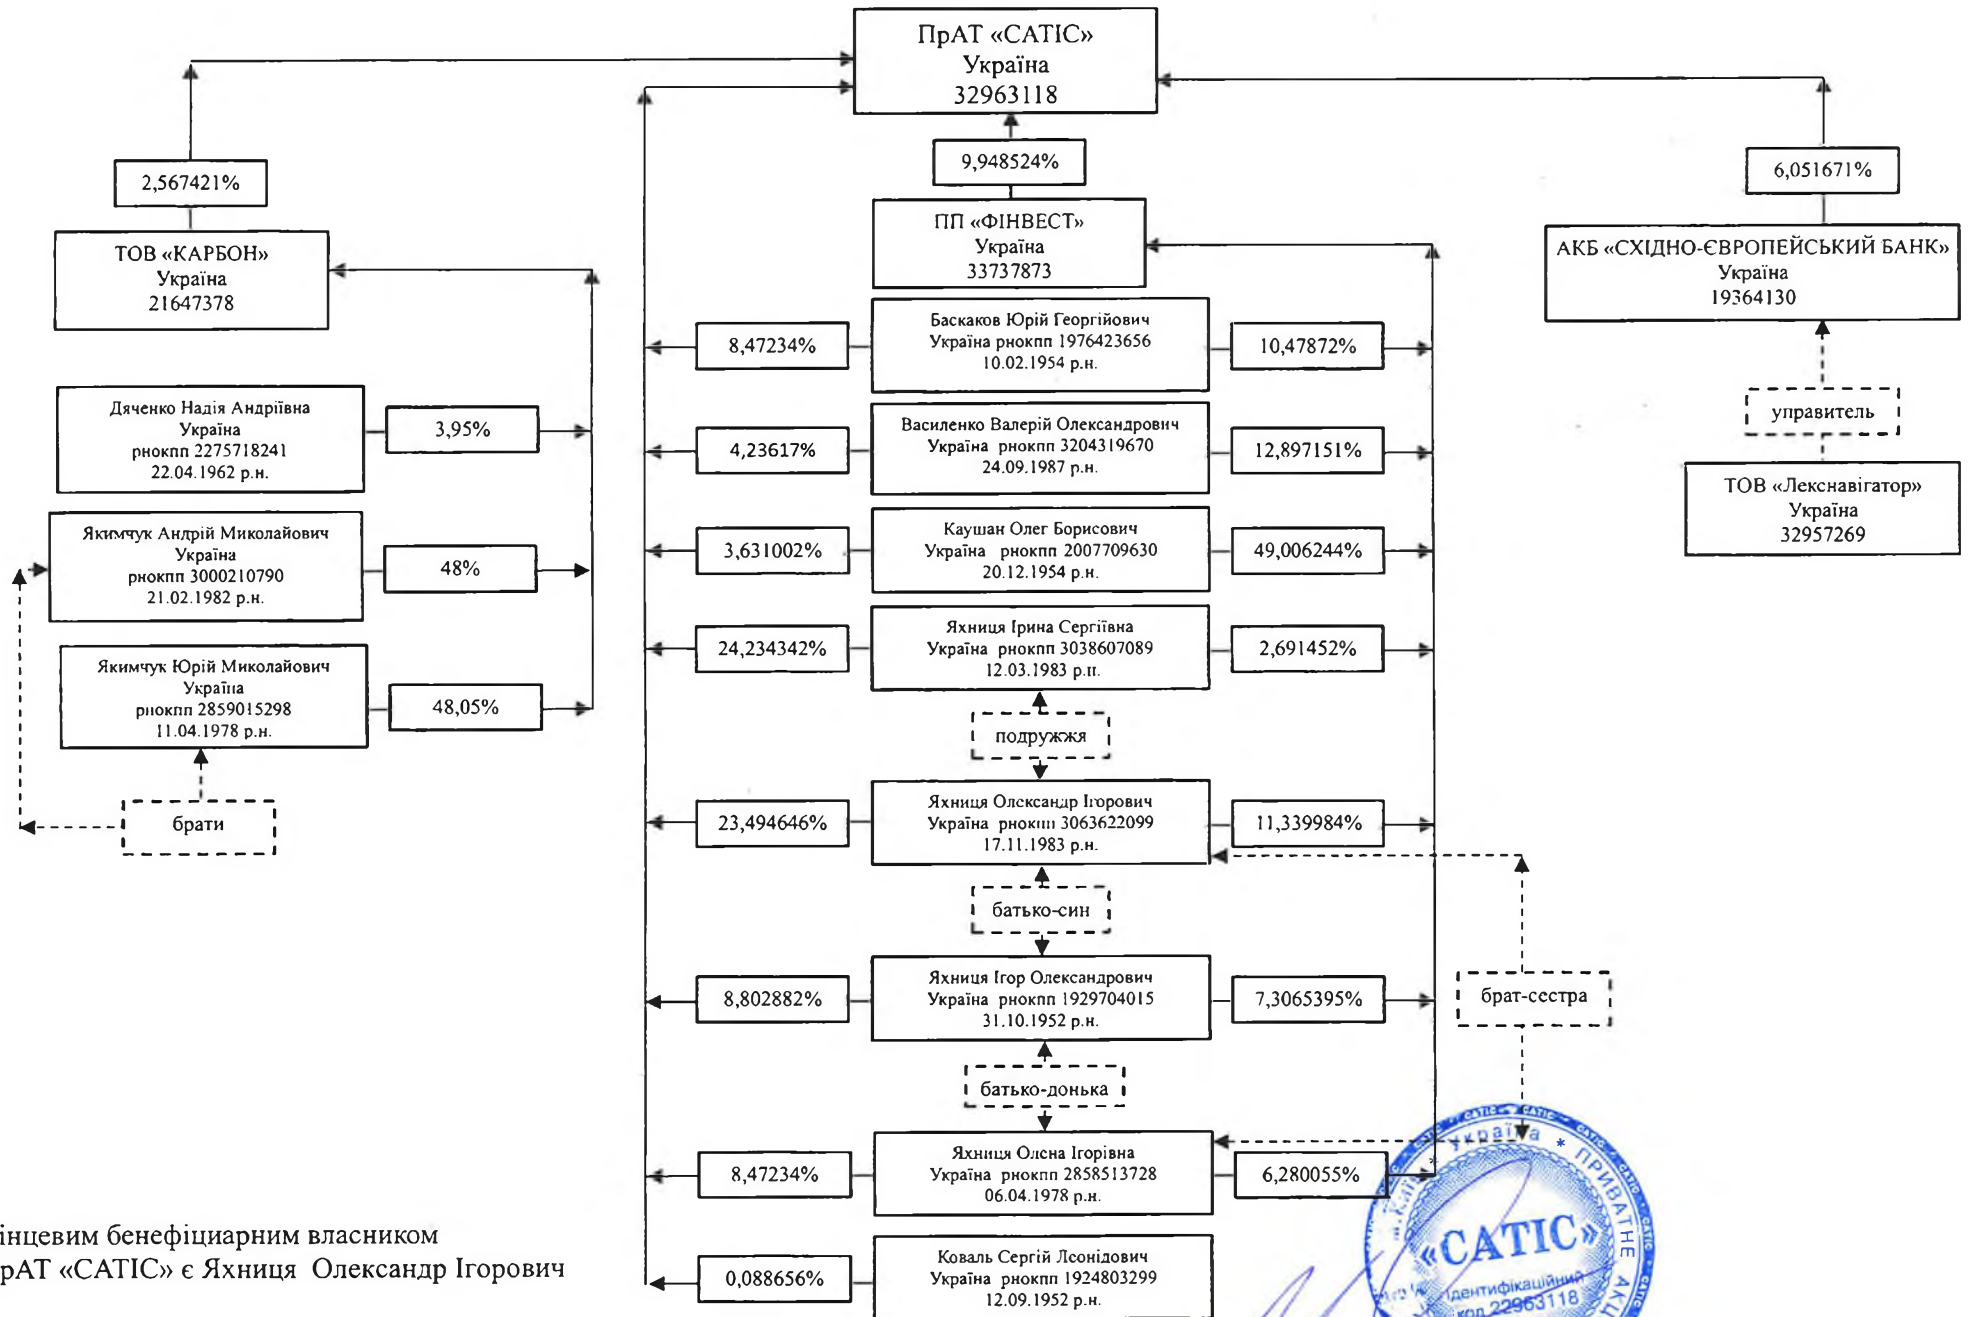 ПрАТ «САТІС»
Україна
32963118
2,567421%
9,948524%
6,051671%
ТОВ «КАРБОН»
Україна
21647378
ПП «ФІНВЕСТ»
Україна
33737873
АКБ «СХІДНО-ЄВРОПЕЙСЬКИЙ БАНК»
Україна
19364130
8,47234%
Баскаков Юрій Георгійович
Україна рнокпп 1976423656
10.02.1954 р.н.
10,47872%
Дяченко Надія Андріївна
Україна
рнокпп 2275718241
22.04.1962 р.н.
3,95%
4,23617%
Василенко Валерій Олександрович
Україна рнокпп 3204319670
24.09.1987 р.н.
12,897151%
управитель
ТОВ «Лекснавігатор»
Україна
32957269
Якимчук Андрій Миколайович
Україна
рнокпп 3000210790
21.02.1982 р.н.
48%
3,631002%
Каушан Олег Борисович
Україна рнокпп 2007709630
20.12.1954 р.н.
49,006244%
Якимчук Юрій Миколайович
Україна
рнокпп 2859015298
11.04.1978 р.н.
48,05%
24,234342%
Яхниця Ірина Сергіївна
Україна рнокпп 3038607089
12.03.1983 р.н.
2,691452%
подружжя
брати
23,494646%
Яхниця Олександр Ігорович
Україна рнокпп 3063622099
17.11.1983 р.н.
11,339984%
батько-син
8,802882%
Яхниця Ігор Олександрович
Україна рнокпп 1929704015
31.10.1952 р.н.
7,3065395%
брат-сестра
батько-донька
8,47234%
Яхниця Олена Ігорівна
Україна рнокпп 2858513728
06.04.1978 р.н.
6,280055%
інцевим бенефіциарним власником
рАТ «САТІС» є Яхниця Олександр Ігорович
0,088656%
Коваль Сергій Леонідович
Україна рнокпп 1924803299
12.09.1952 р.н.
м.Київ * Україна * ПРИВАТНЕ АКЦ
«САТІС»
Ідентифікаційний
код 22963118